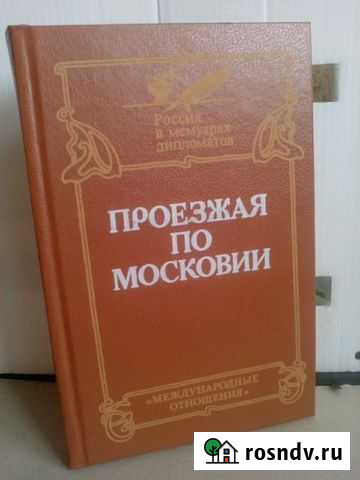 Россия
в мемуарах
дипломатов
ПРОЕЗЖАЯ
ПО
МОСКОВИИ
«МЕЖДУНАРОДНЫЕ
ОТНОШЕНИЯ»
rosndv.ru